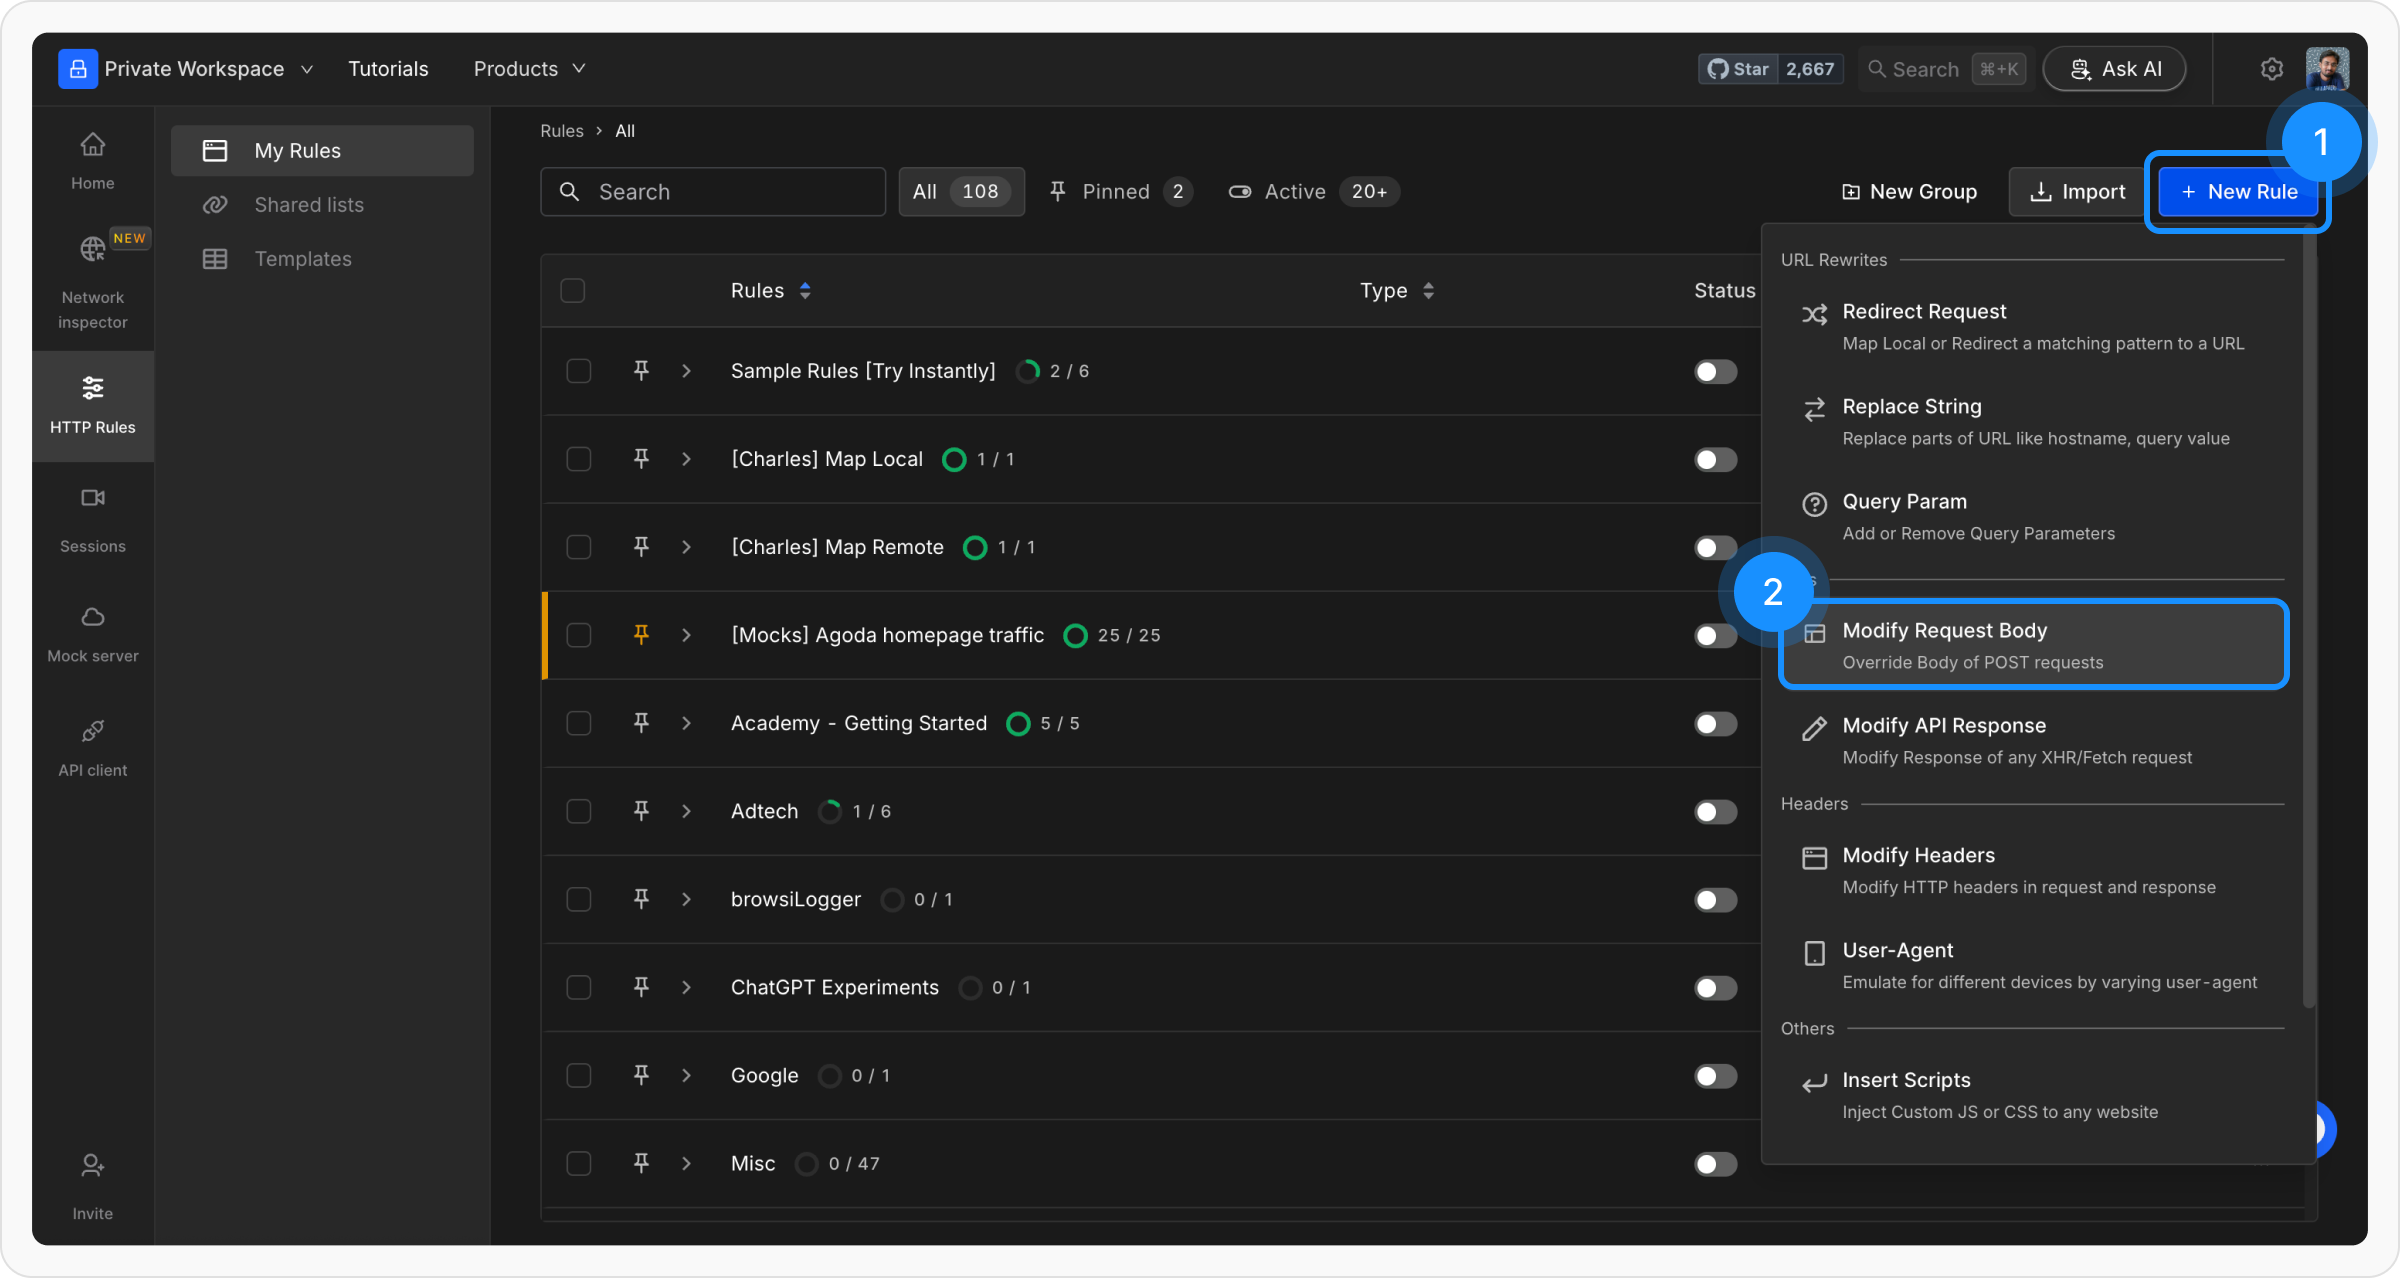 Private Workspace
Tutorials
Products
Star
2,667
Search
⌘+K
Ask AI
Home
NEW
Network
inspector
HTTP Rules
Sessions
Mock server
API client
Invite
My Rules
Shared lists
Templates
Rules > All
Search
All 108
Pinned 2
Active 20+
New Group
Import
+ New Rule
1
Rules
Type
Status
Sample Rules [Try Instantly] 2 / 6
[Charles] Map Local 1 / 1
[Charles] Map Remote 1 / 1
[Mocks] Agoda homepage traffic 25 / 25
Academy - Getting Started 5 / 5
Adtech 1 / 6
browsiLogger 0 / 1
ChatGPT Experiments 0 / 1
Google 0 / 1
Misc 0 / 47
URL Rewrites
Redirect Request
Map Local or Redirect a matching pattern to a URL
Replace String
Replace parts of URL like hostname, query value
Query Param
Add or Remove Query Parameters
2
Modify Request Body
Override Body of POST requests
Modify API Response
Modify Response of any XHR/Fetch request
Headers
Modify Headers
Modify HTTP headers in request and response
User-Agent
Emulate for different devices by varying user-agent
Others
Insert Scripts
Inject Custom JS or CSS to any website